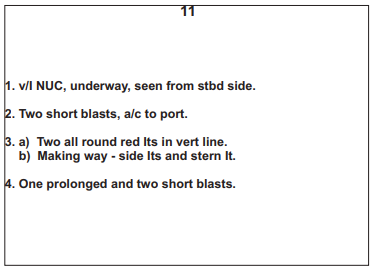 11
1. v/l NUC, underway, seen from stbd side.
2. Two short blasts, a/c to port.
3. a) Two all round red lts in vert line.
b) Making way - side lts and stern lt.
4. One prolonged and two short blasts.